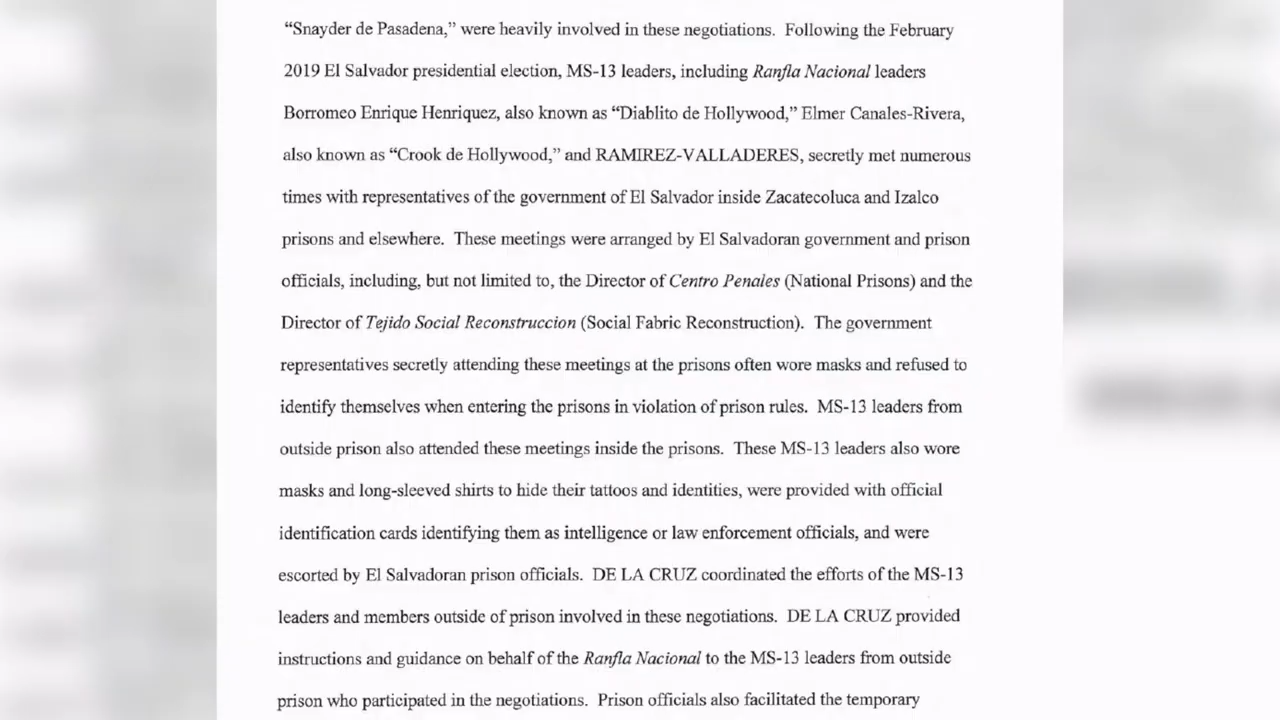 “Snayder de Pasadena,” were heavily involved in these negotiations. Following the February
2019 El Salvador presidential election, MS-13 leaders, including Ranfla Nacional leaders
Borromeo Enrique Henriquez, also known as “Diablito de Hollywood,” Elmer Canales-Rivera,
also known as “Crook de Hollywood,” and RAMIREZ-VALLADERES, secretly met numerous
times with representatives of the government of El Salvador inside Zacatecoluca and Izalco
prisons and elsewhere. These meetings were arranged by El Salvadoran government and prison
officials, including, but not limited to, the Director of Centro Penales (National Prisons) and the
Director of Tejido Social Reconstruccion (Social Fabric Reconstruction). The government
representatives secretly attending these meetings at the prisons often wore masks and refused to
identify themselves when entering the prisons in violation of prison rules. MS-13 leaders from
outside prison also attended these meetings inside the prisons. These MS-13 leaders also wore
masks and long-sleeved shirts to hide their tattoos and identities, were provided with official
identification cards identifying them as intelligence or law enforcement officials, and were
escorted by El Salvadoran prison officials. DE LA CRUZ coordinated the efforts of the MS-13
leaders and members outside of prison involved in these negotiations. DE LA CRUZ provided
instructions and guidance on behalf of the Ranfla Nacional to the MS-13 leaders from outside
prison who participated in the negotiations. Prison officials also facilitated the temporary